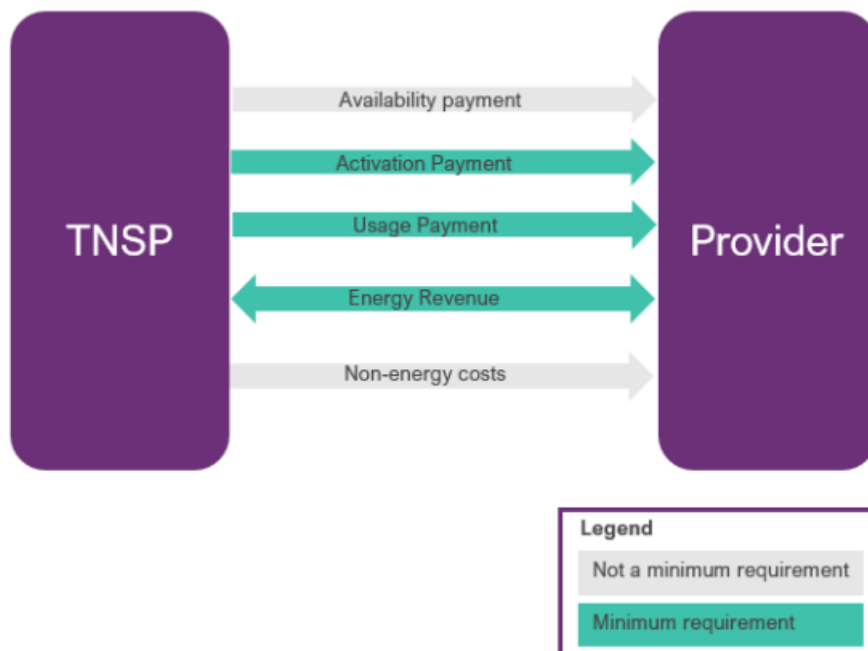 Availability payment
Activation Payment
TNSP
Usage Payment
Provider
Energy Revenue
Non-energy costs
Legend
Not a minimum requirement
Minimum requirement